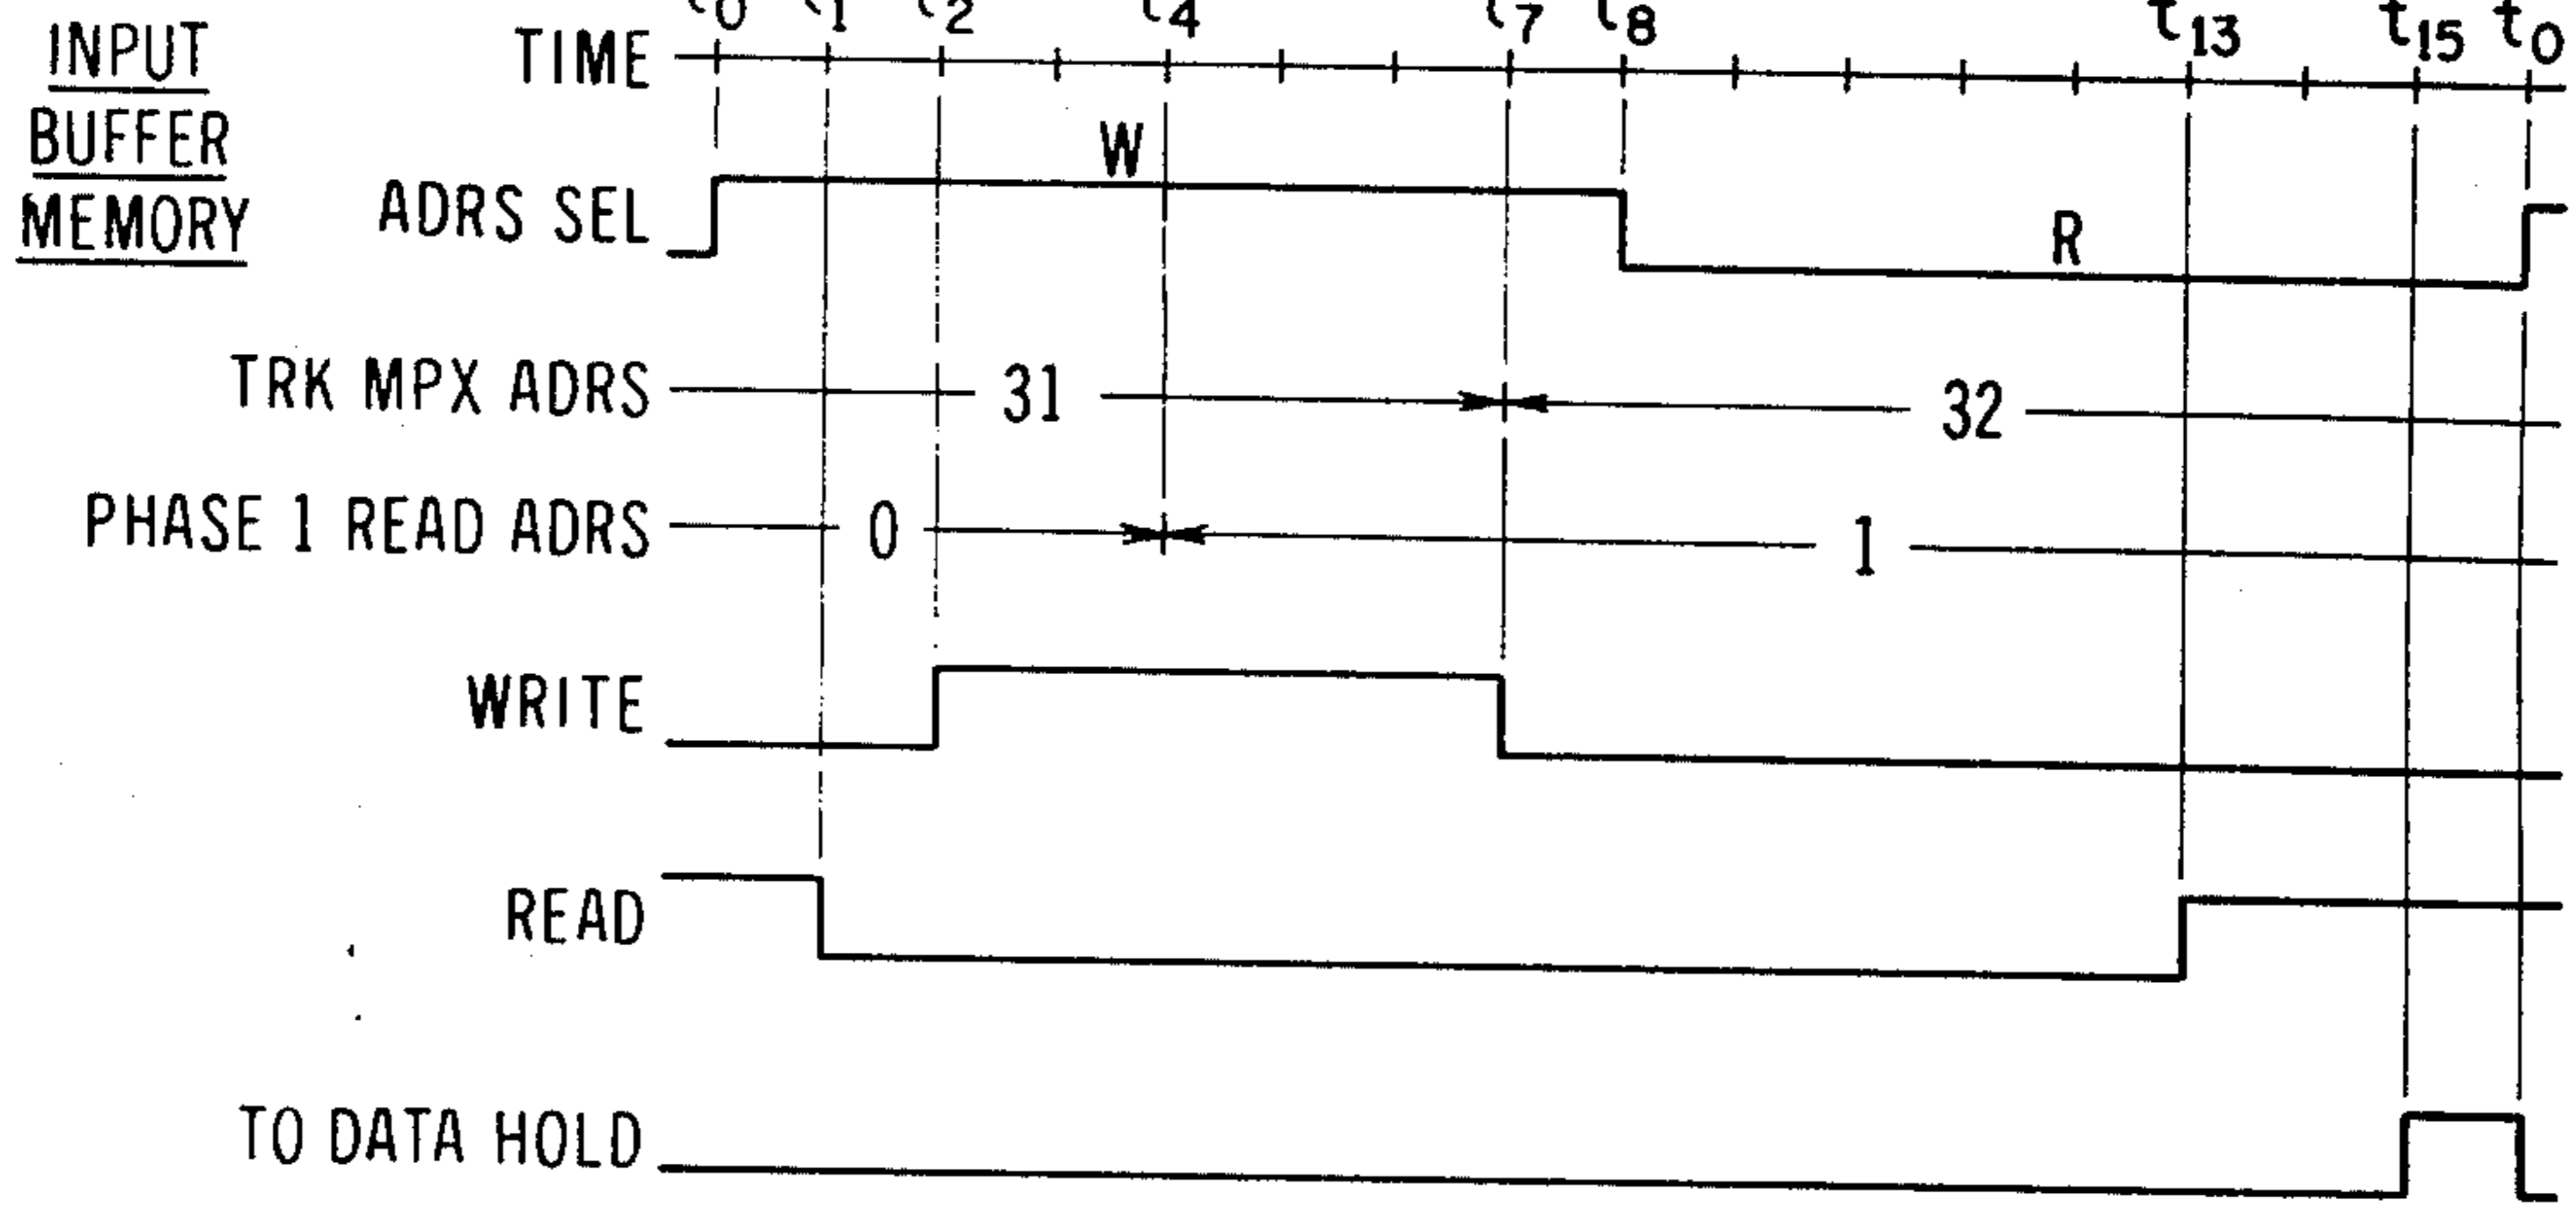 t0 t1 t2 t4 t7 t8 t13 t15 t0
INPUT
BUFFER
MEMORY
TIME
ADRS SEL W R
TRK MPX ADRS 31 32
PHASE 1 READ ADRS 0 1
WRITE
READ
TO DATA HOLD